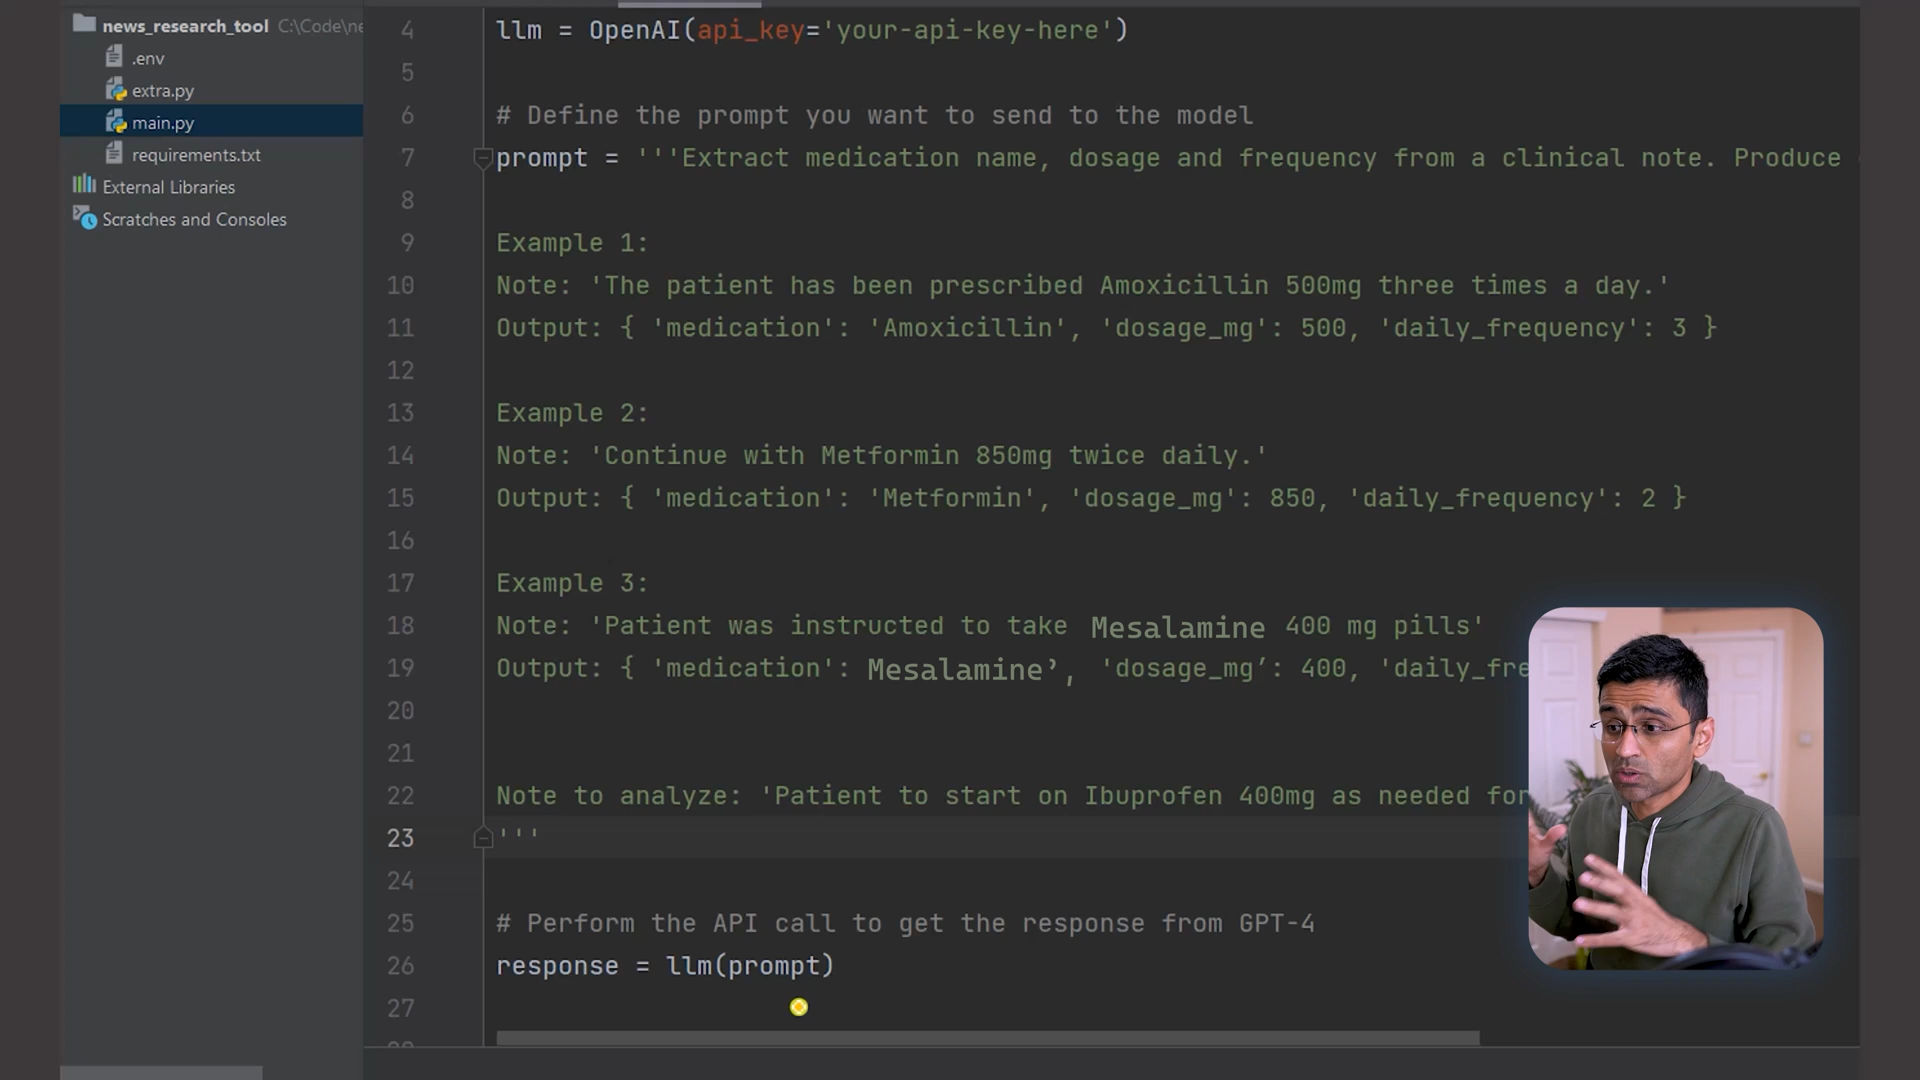 news_research_tool C:\Code\ne
.env
extra.py
main.py
requirements.txt
External Libraries
Scratches and Consoles
4 llm = OpenAI(api_key='your-api-key-here')
5
6 # Define the prompt you want to send to the model
7 prompt = '''Extract medication name, dosage and frequency from a clinical note. Produce
8
9 Example 1:
10 Note: 'The patient has been prescribed Amoxicillin 500mg three times a day.'
11 Output: { 'medication': 'Amoxicillin', 'dosage_mg': 500, 'daily_frequency': 3 }
12
13 Example 2:
14 Note: 'Continue with Metformin 850mg twice daily.'
15 Output: { 'medication': 'Metformin', 'dosage_mg': 850, 'daily_frequency': 2 }
16
17 Example 3:
18 Note: 'Patient was instructed to take Mesalamine 400 mg pills'
19 Output: { 'medication': Mesalamine’, 'dosage_mg’: 400, 'daily_fre
20
21
22 Note to analyze: 'Patient to start on Ibuprofen 400mg as needed for
23 '''
24
25 # Perform the API call to get the response from GPT-4
26 response = llm(prompt)
27